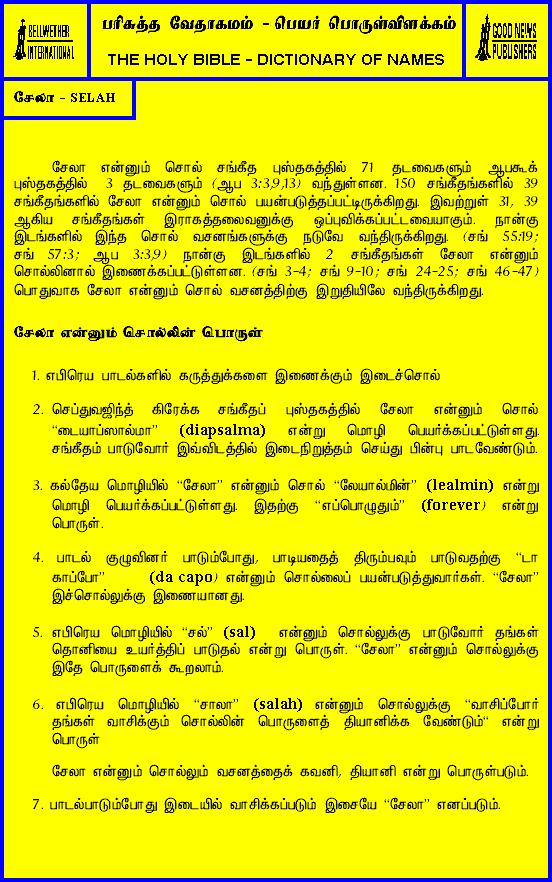 BELLWETHER
INTERNATIONAL
பரிசுத்த வேதாகமம் - பெயர் பொருள்விளக்கம்
THE HOLY BIBLE - DICTIONARY OF NAMES
GOOD NEWS
PUBLISHERS
சேலா - SELAH
சேலா என்னும் சொல் சங்கீத புஸ்தகத்தில் 71 தடவைகளும் ஆபகூக்
புஸ்தகத்தில் 3 தடவைகளும் (ஆப 3:3,9,13) வந்துள்ளன. 150 சங்கீதங்களில் 39
சங்கீதங்களில் சேலா என்னும் சொல் பயன்படுத்தப்பட்டிருக்கிறது. இவற்றுள் 31, 39
ஆகிய சங்கீதங்கள் இராகத்தலைவனுக்கு ஒப்புவிக்கப்பட்டவையாகும். நான்கு
இடங்களில் இந்த சொல் வசனங்களுக்கு நடுவே வந்திருக்கிறது. (சங் 55:19;
சங் 57:3; ஆப 3:3,9) நான்கு இடங்களில் 2 சங்கீதங்கள் சேலா என்னும்
சொல்லினால் இணைக்கப்பட்டுள்ளன. (சங் 3-4; சங் 9-10; சங் 24-25; சங் 46-47)
பொதுவாக சேலா என்னும் சொல் வசனத்திற்கு இறுதியிலே வந்திருக்கிறது.
சேலா என்னும் சொல்லின் பொருள்
1. எபிரெய பாடல்களில் கருத்துக்களை இணைக்கும் இடைச்சொல்
2. செப்துவஜிந்த் கிரேக்க சங்கீதப் புஸ்தகத்தில் சேலா என்னும் சொல்
“டையாப்ஸால்மா” (diapsalma) என்று மொழி பெயர்க்கப்பட்டுள்ளது.
சங்கீதம் பாடுவோர் இவ்விடத்தில் இடைநிறுத்தம் செய்து பின்பு பாடவேண்டும்.
3. கல்தேய மொழியில் “சேலா” என்னும் சொல் “லேயால்மின்” (lealmin) என்று
மொழி பெயர்க்கப்பட்டுள்ளது. இதற்கு “எப்பொழுதும்” (forever) என்று
பொருள்.
4. பாடல் குழுவினர் பாடும்போது, பாடியதைத் திரும்பவும் பாடுவதற்கு “டா
காப்போ” (da capo) என்னும் சொல்லைப் பயன்படுத்துவார்கள். “சேலா”
இச்சொல்லுக்கு இணையானது.
5. எபிரெய மொழியில் “சல்” (sal) என்னும் சொல்லுக்கு பாடுவோர் தங்கள்
தொனியை உயர்த்திப் பாடுதல் என்று பொருள். “சேலா” என்னும் சொல்லுக்கு
இதே பொருளைக் கூறலாம்.
6. எபிரெய மொழியில் “சாலா” (salah) என்னும் சொல்லுக்கு “வாசிப்போர்
தங்கள் வாசிக்கும் சொல்லின் பொருளைத் தியானிக்க வேண்டும்“ என்று
பொருள்
சேலா என்னும் சொல்லும் வசனத்தைக் கவனி, தியானி என்று பொருள்படும்.
7. பாடல்பாடும்போது இடையில் வாசிக்கப்படும் இசையே “சேலா” எனப்படும்.